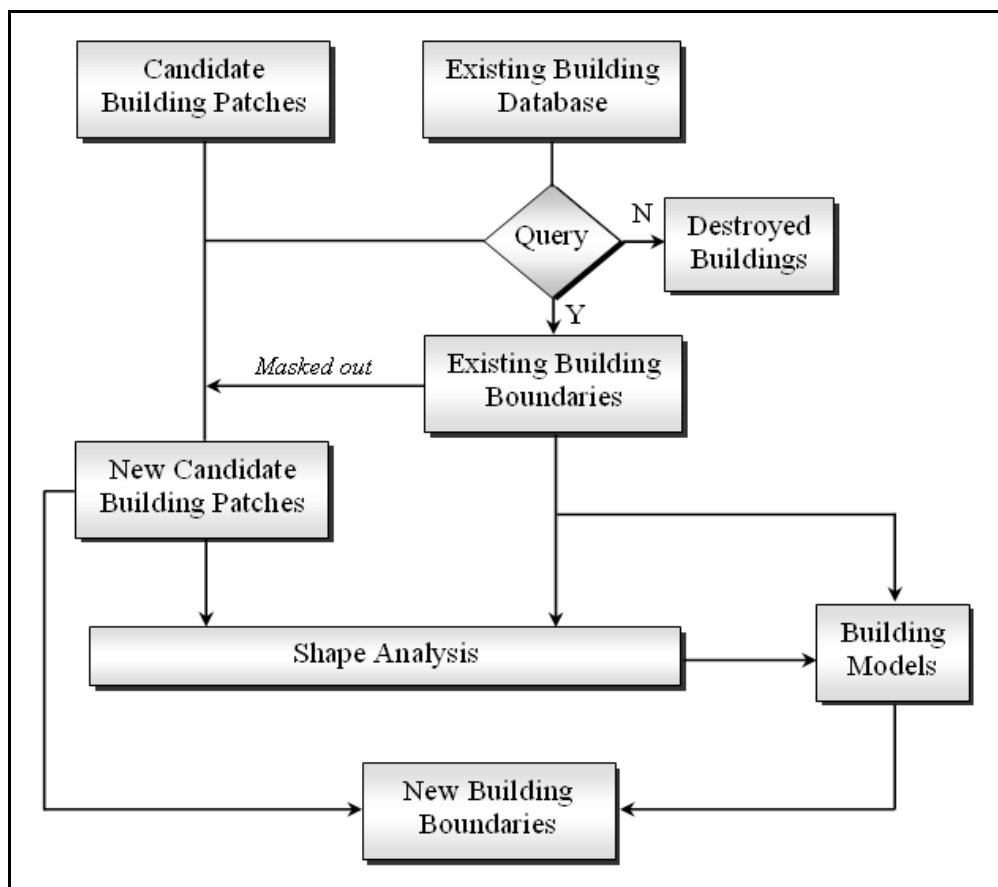 Candidate
Building Patches
Existing Building
Database
Query
N
Destroyed
Buildings
Y
Masked out
Existing Building
Boundaries
New Candidate
Building Patches
Shape Analysis
Building
Models
New Building
Boundaries